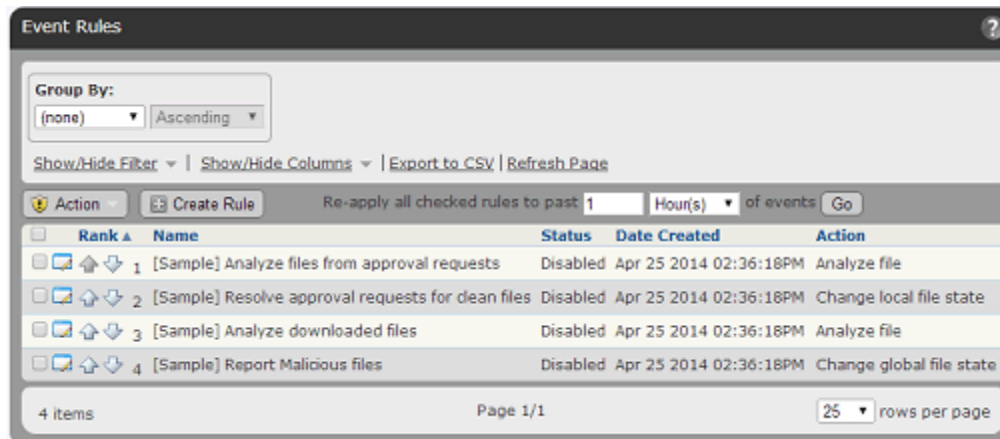 Event Rules ?
Group By:
(none) Ascending
Show/Hide Filter | Show/Hide Columns | Export to CSV | Refresh Page
Action Create Rule Re-apply all checked rules to past 1 Hour(s) of events Go
Rank Name Status Date Created Action
1 [Sample] Analyze files from approval requests Disabled Apr 25 2014 02:36:18PM Analyze file
2 [Sample] Resolve approval requests for clean files Disabled Apr 25 2014 02:36:18PM Change local file state
3 [Sample] Analyze downloaded files Disabled Apr 25 2014 02:36:18PM Analyze file
4 [Sample] Report Malicious files Disabled Apr 25 2014 02:36:18PM Change global file state
4 items Page 1/1 25 rows per page